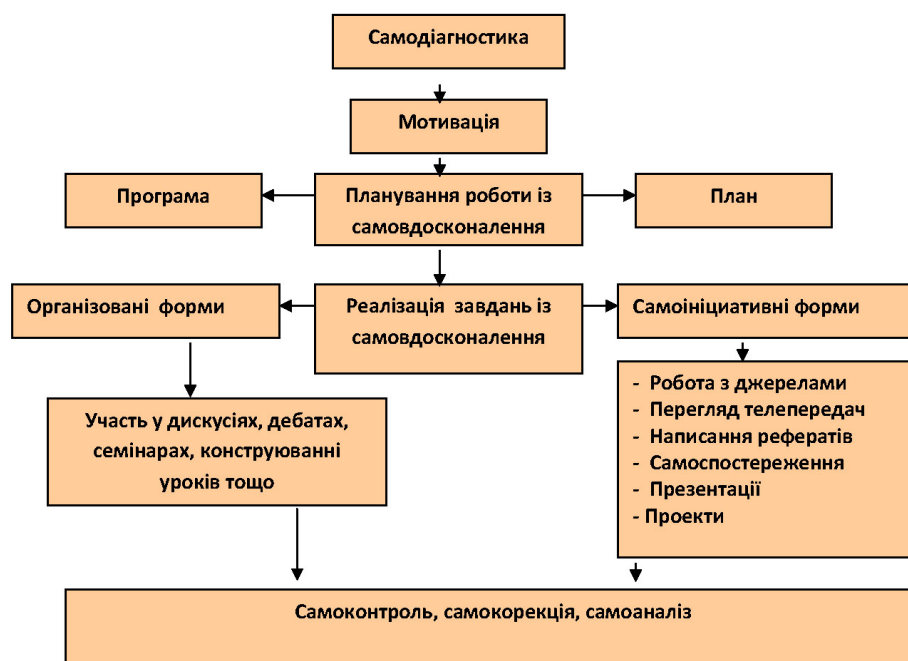 Самодіагностика
Мотивація
Програма
Планування роботи із
самовдосконалення
План
Організовані форми
Реалізація завдань із
самовдосконалення
Самоініциативні форми
Участь у дискусіях, дебатах,
семінарах, конструюванні
уроків тощо
- Робота з джерелами
- Перегляд телепередач
- Написання рефератів
- Самоспостереження
- Презентації
- Проекти
Самоконтроль, самокорекція, самоаналіз